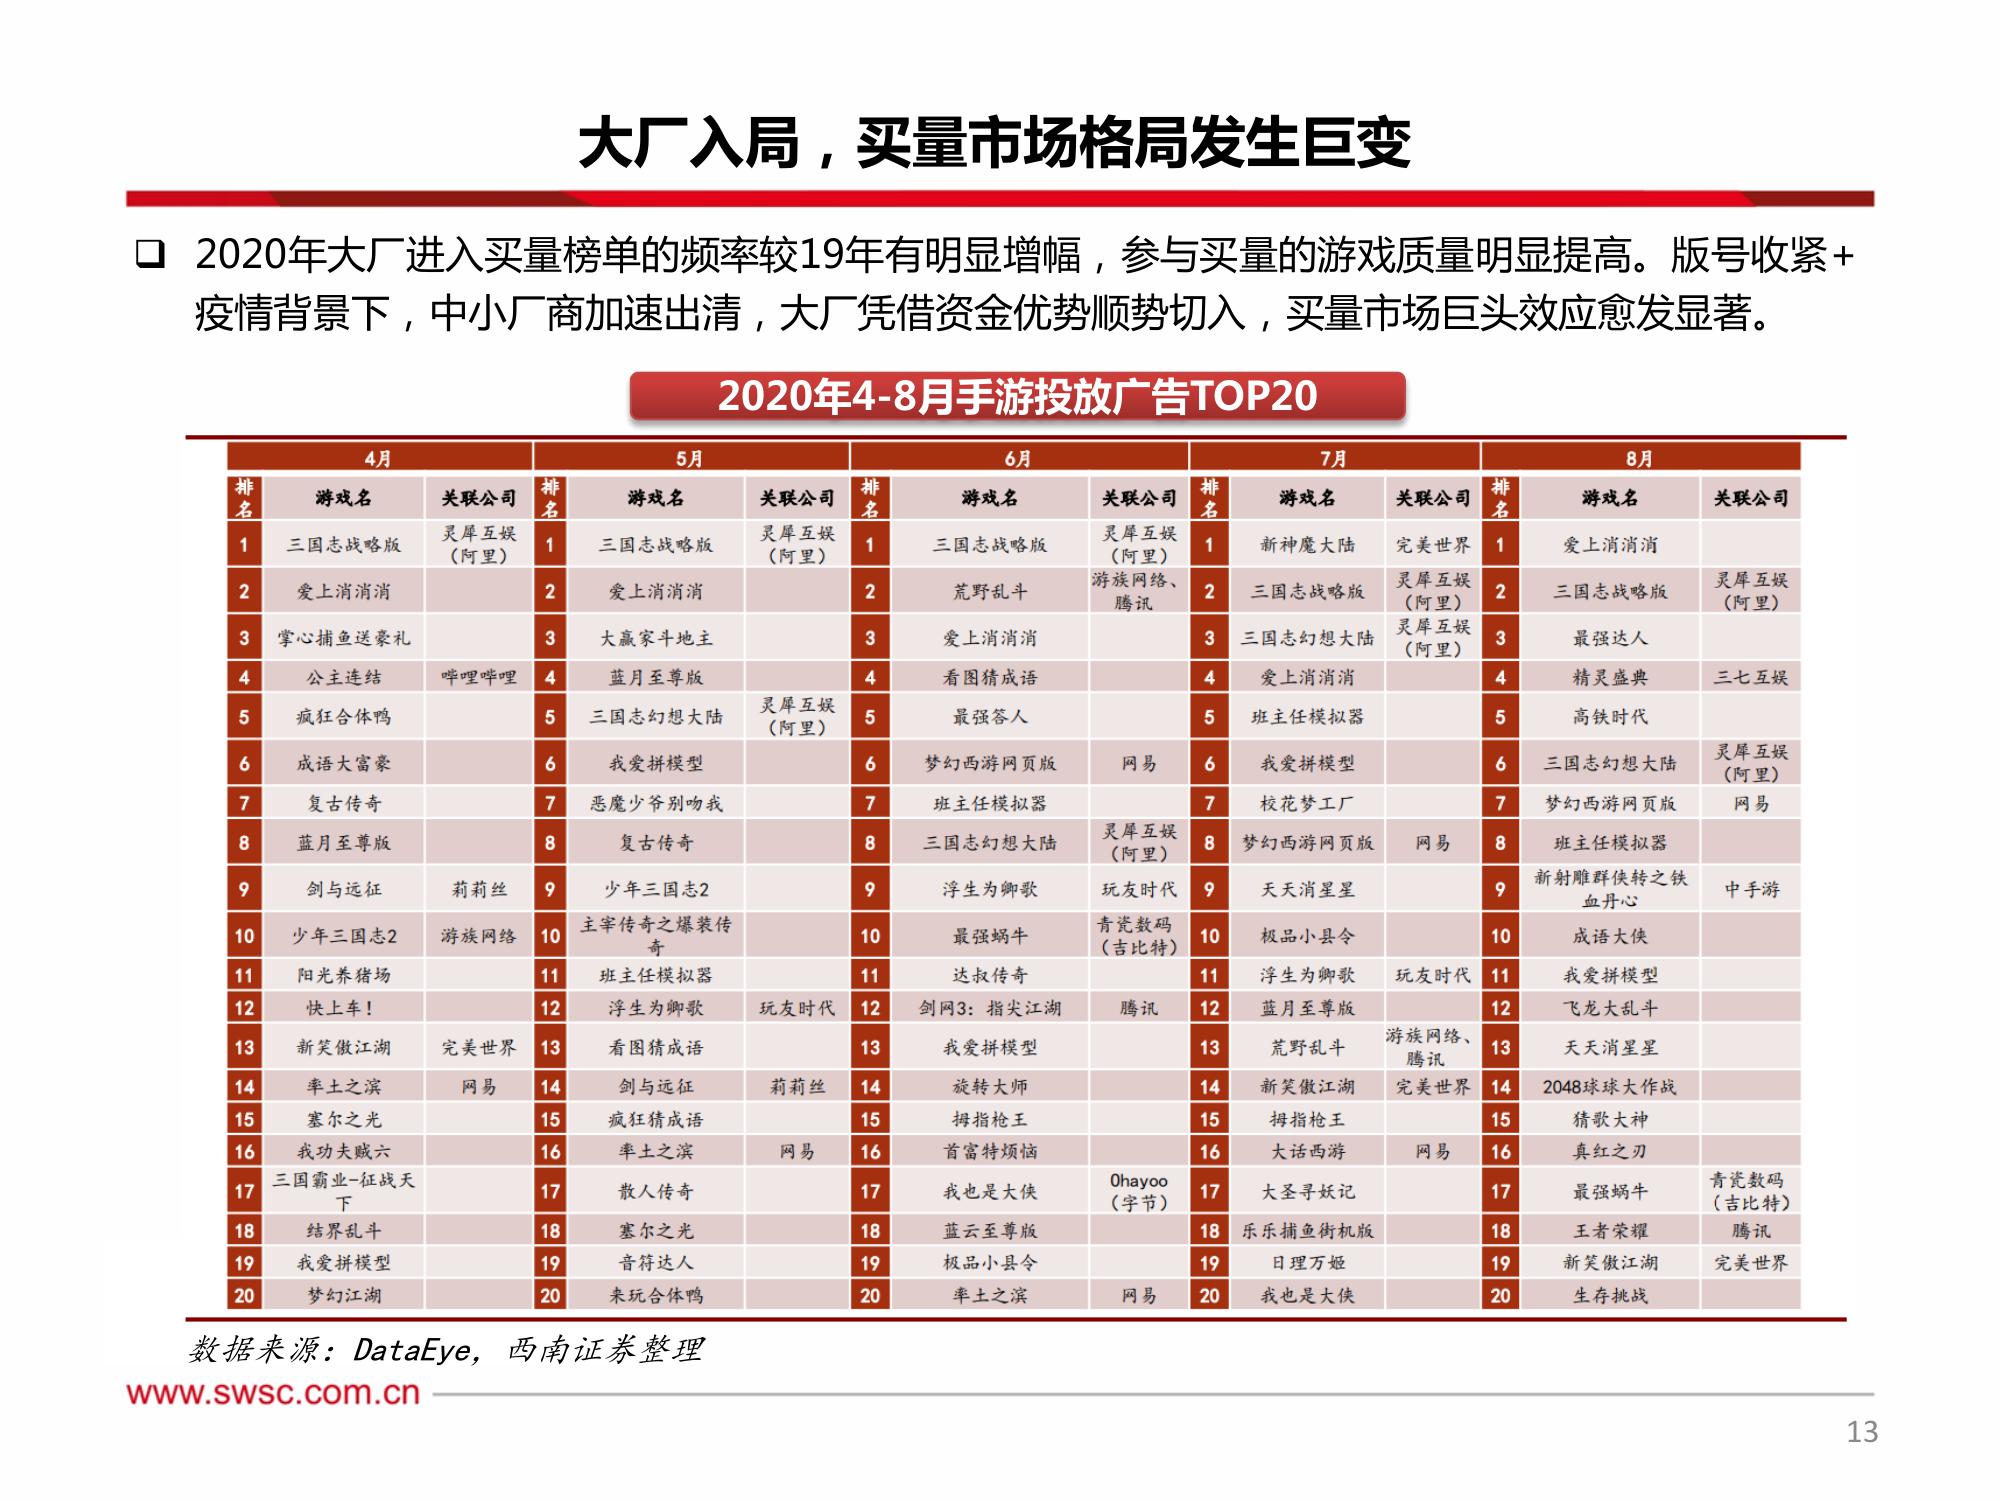 大厂入局，买量市场格局发生巨变
❑ 2020年大厂进入买量榜单的频率较19年有明显增幅，参与买量的游戏质量明显提高。版号收紧+
疫情背景下，中小厂商加速出清，大厂凭借资金优势顺势切入，买量市场巨头效应愈发显著。
2020年4-8月手游投放广告TOP20
4月 5月 6月 7月 8月
排名 游戏名 关联公司 排名 游戏名 关联公司 排名 游戏名 关联公司 排名 游戏名 关联公司 排名 游戏名 关联公司
1 三国志战略版 灵犀互娱（阿里） 1 三国志战略版 灵犀互娱（阿里） 1 三国志战略版 灵犀互娱（阿里） 1 新神魔大陆 完美世界 1 爱上消消消
2 爱上消消消 2 爱上消消消 2 荒野乱斗 游族网络、腾讯 2 三国志战略版 灵犀互娱（阿里） 2 三国志战略版 灵犀互娱（阿里）
3 掌心捕鱼送豪礼 3 大赢家斗地主 3 爱上消消消 3 三国志幻想大陆 灵犀互娱（阿里） 3 最强达人
4 公主连结 哔哩哔哩 4 蓝月至尊版 4 看图猜成语 4 爱上消消消 4 精灵盛典 三七互娱
5 疯狂合体鸭 5 三国志幻想大陆 灵犀互娱（阿里） 5 最强答人 5 班主任模拟器 5 高铁时代
6 成语大富豪 6 我爱拼模型 6 梦幻西游网页版 网易 6 我爱拼模型 6 三国志幻想大陆 灵犀互娱（阿里）
7 复古传奇 7 恶魔少爷别吻我 7 班主任模拟器 7 校花梦工厂 7 梦幻西游网页版 网易
8 蓝月至尊版 8 复古传奇 8 三国志幻想大陆 灵犀互娱（阿里） 8 梦幻西游网页版 网易 8 班主任模拟器
9 剑与远征 莉莉丝 9 少年三国志2 9 浮生为卿歌 玩友时代 9 天天消星星 9 新射雕群侠转之铁血丹心 中手游
10 少年三国志2 游族网络 10 主宰传奇之爆装传奇 10 最强蜗牛 青瓷数码（吉比特） 10 极品小县令 10 成语大侠
11 阳光养猪场 11 班主任模拟器 11 达叔传奇 11 浮生为卿歌 玩友时代 11 我爱拼模型
12 快上车！ 12 浮生为卿歌 玩友时代 12 剑网3：指尖江湖 腾讯 12 蓝月至尊版 12 飞龙大乱斗
13 新笑傲江湖 完美世界 13 看图猜成语 13 我爱拼模型 13 荒野乱斗 游族网络、腾讯 13 天天消星星
14 率土之滨 网易 14 剑与远征 莉莉丝 14 旋转大师 14 新笑傲江湖 完美世界 14 2048球球大作战
15 塞尔之光 15 疯狂猜成语 15 拇指枪王 15 拇指枪王 15 猜歌大神
16 我功夫贼六 16 率土之滨 网易 16 首富特烦恼 16 大话西游 网易 16 真红之刃
17 三国霸业-征战天下 17 散人传奇 17 我也是大侠 Ohayoo（字节） 17 大圣寻妖记 17 最强蜗牛 青瓷数码（吉比特）
18 结界乱斗 18 塞尔之光 18 蓝云至尊版 18 乐乐捕鱼街机版 18 王者荣耀 腾讯
19 我爱拼模型 19 音符达人 19 极品小县令 19 日理万姬 19 新笑傲江湖 完美世界
20 梦幻江湖 20 来玩合体鸭 20 率土之滨 网易 20 我也是大侠 20 生存挑战
数据来源：DataEye，西南证券整理
www.swsc.com.cn
13